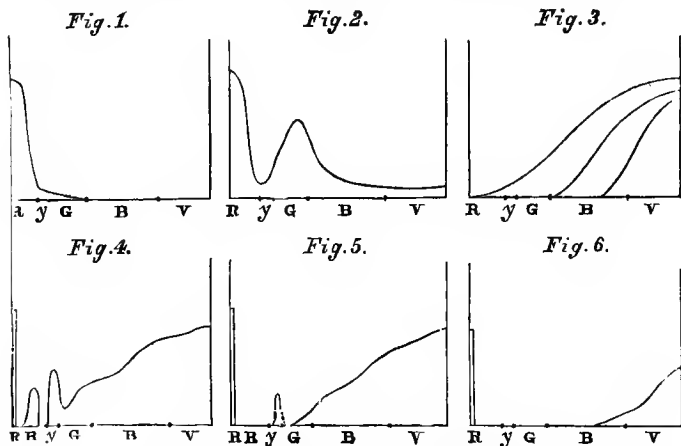 Fig. 1. Fig. 2. Fig. 3.
R y G B V R y G B V R y G B V
Fig. 4. Fig. 5. Fig. 6.
R B y G B V R B y G B V R y G B V